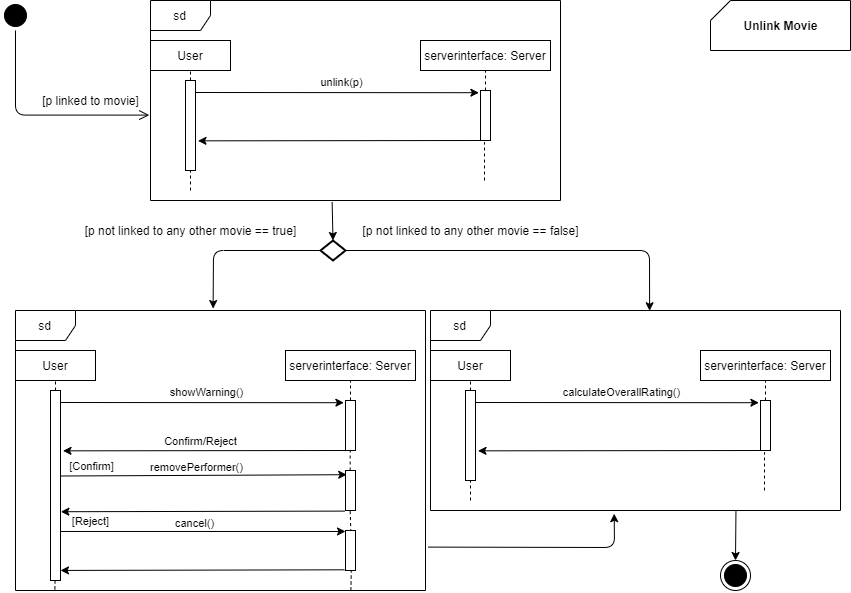 sd
Unlink Movie
User
serverinterface: Server
unlink(p)
[p linked to movie]
[p not linked to any other movie == true]
[p not linked to any other movie == false]
sd
User
serverinterface: Server
showWarning()
Confirm/Reject
[Confirm]
removePerformer()
[Reject]
cancel()
sd
User
serverinterface: Server
calculateOverallRating()